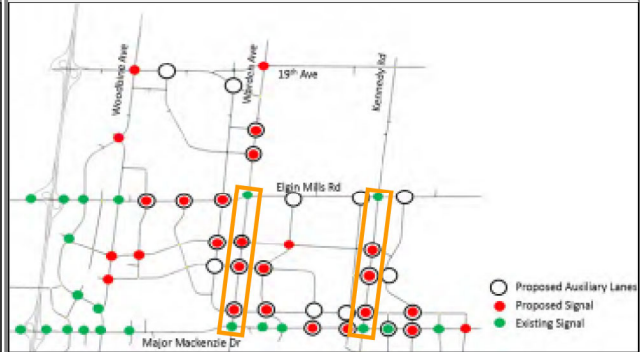 Woodbine Ave
Warden Ave
19th Ave
Kennedy Rd
Elgin Mills Rd
Proposed Auxiliary Lanes
Proposed Signal
Existing Signal
Major Mackenzie Dr